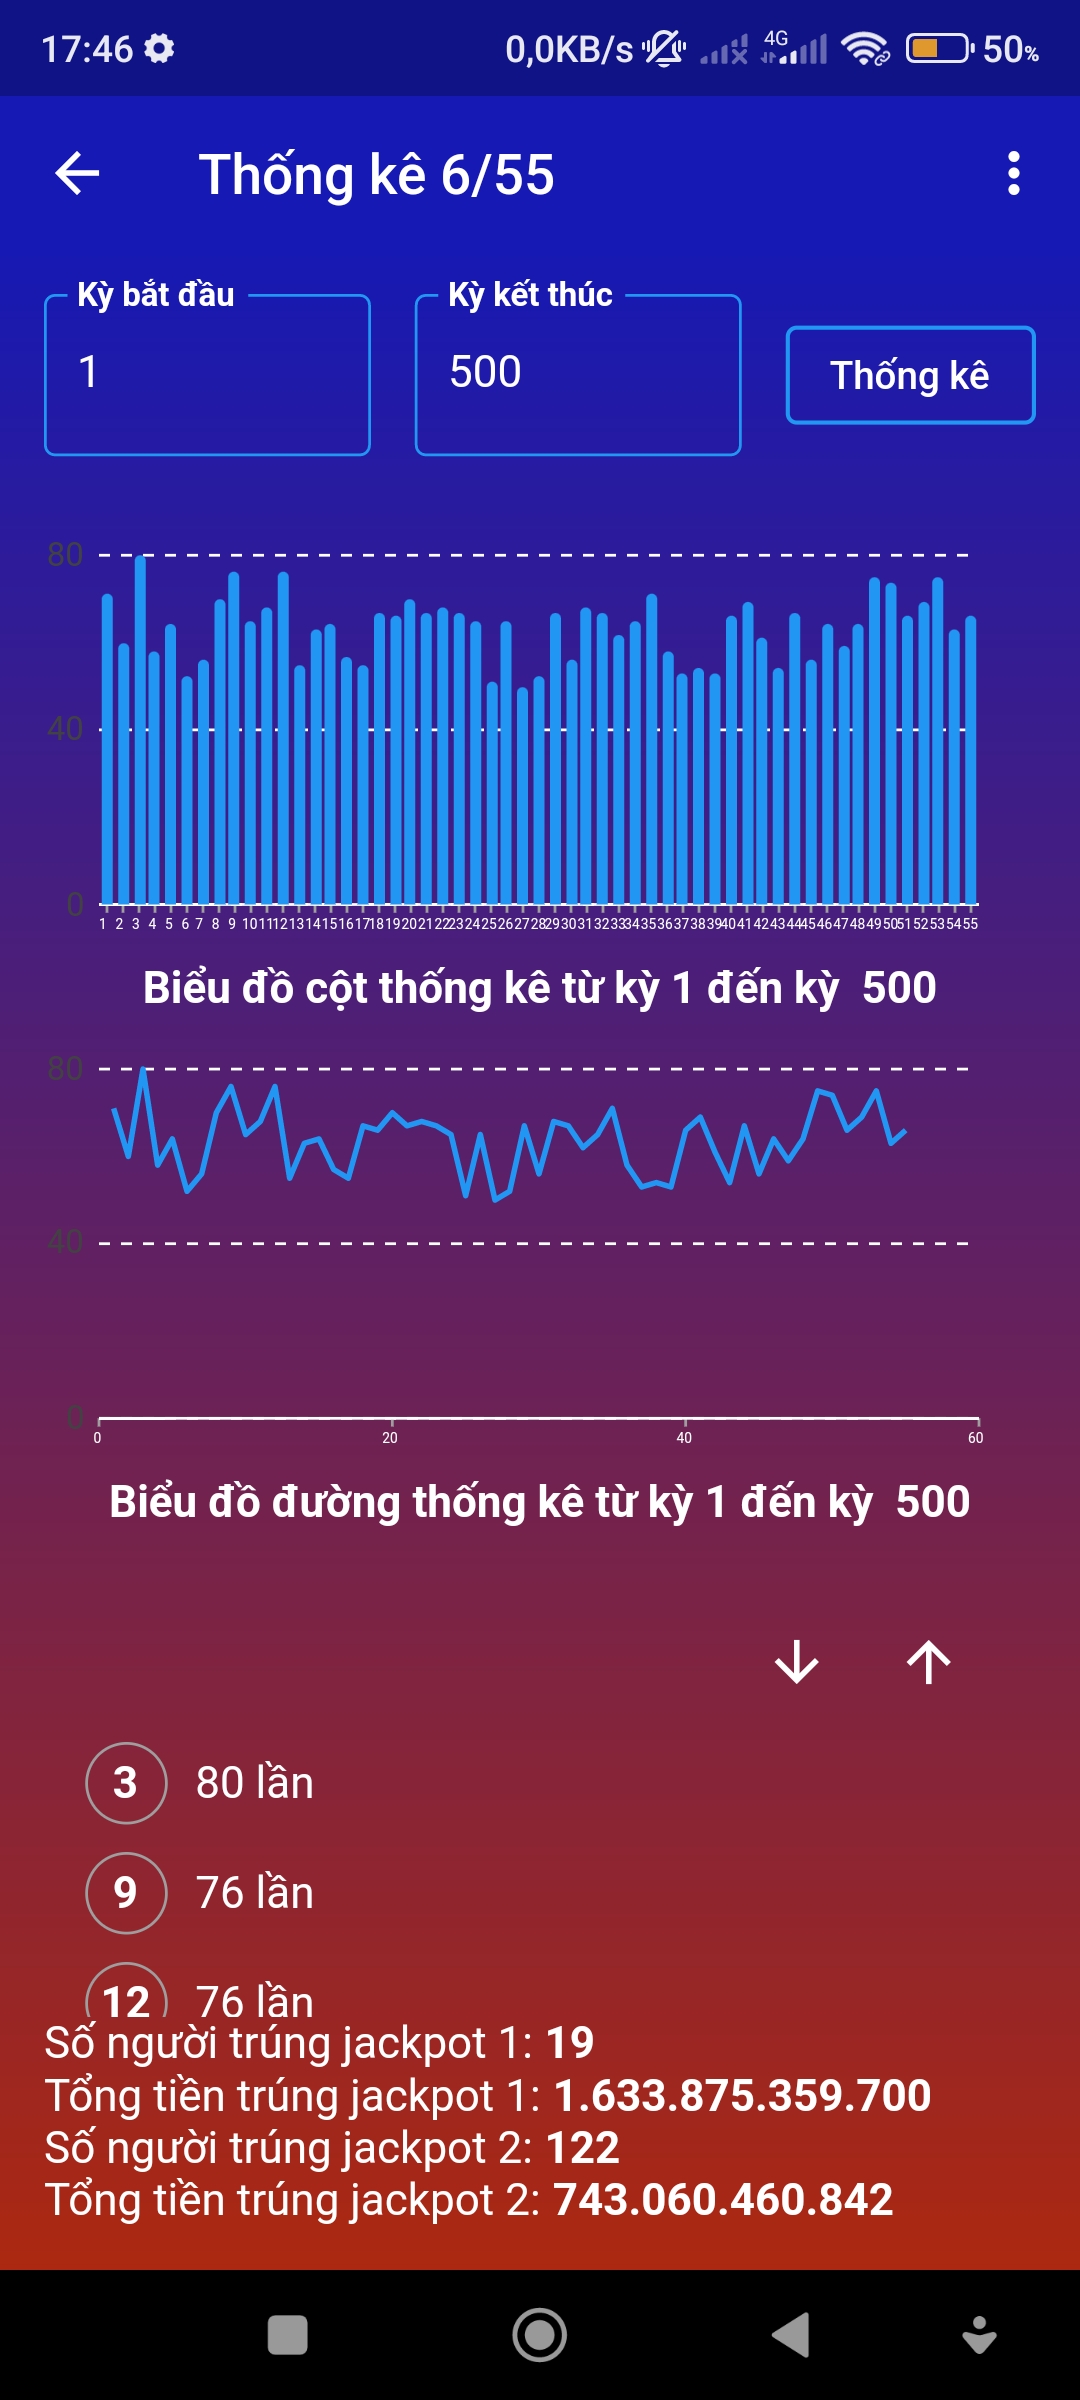 17:46 0,0KB/s 4G 50%
Thống kê 6/55
Kỳ bắt đầu Kỳ kết thúc
1 500 Thống kê
80
40
0
1 2 3 4 5 6 7 8 9 10 11 12 13 14 15 16 17 18 19 20 21 22 23 24 25 26 27 28 29 30 31 32 33 34 35 36 37 38 39 40 41 42 43 44 45 46 47 48 49 50 51 52 53 54 55
Biểu đồ cột thống kê từ kỳ 1 đến kỳ 500
80
40
0
0 20 40 60
Biểu đồ đường thống kê từ kỳ 1 đến kỳ 500
3 80 lần
9 76 lần
12 76 lần
Số người trúng jackpot 1: 19
Tổng tiền trúng jackpot 1: 1.633.875.359.700
Số người trúng jackpot 2: 122
Tổng tiền trúng jackpot 2: 743.060.460.842